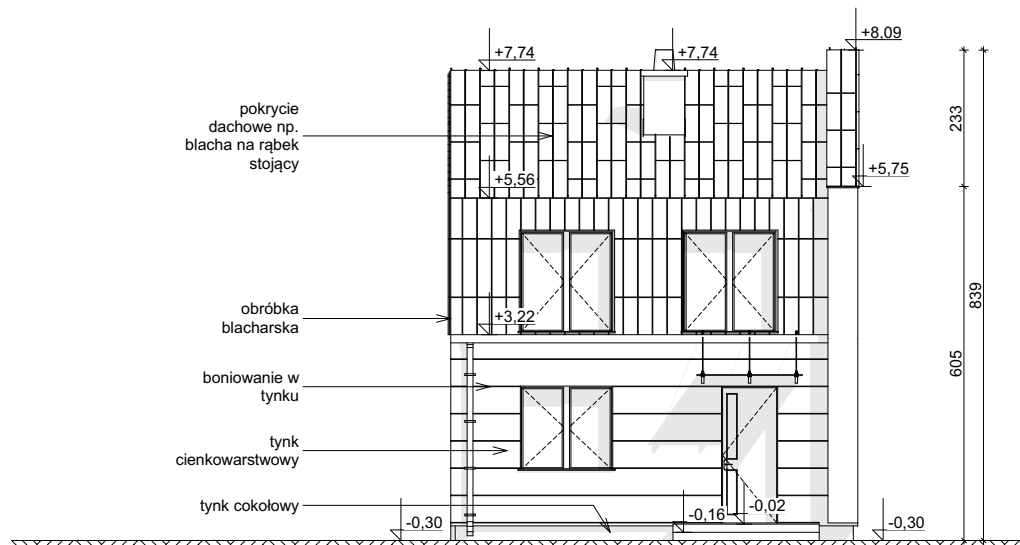 +8,09
+7,74
+7,74
pokrycie
dachowe np.
blacha na rąbek
stojący
233
+5,56
+5,75
obróbka
blacharska
+3,22
839
605
boniowanie w
tynku
tynk
cienkowarstwowy
tynk cokołowy
-0,30
-0,16
-0,02
-0,30